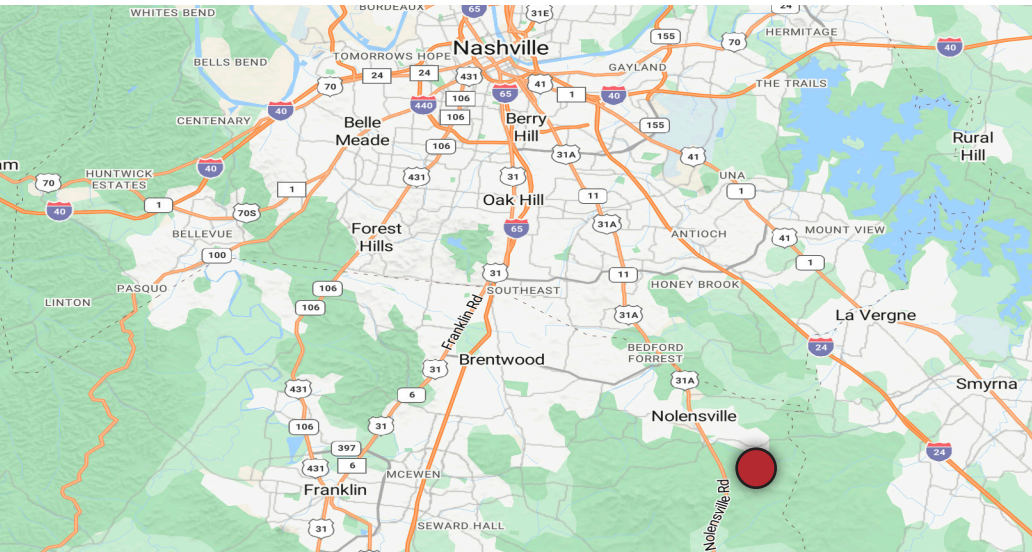 WHITES BEND
BORDEAUX
65
31E
24
HERMITAGE
155
70
40
Nashville
BELLS BEND
TOMORROWS HOPE
GAYLAND
24
24
431
41
THE TRAILS
70
440
106
65
1
40
40
106
CENTENARY
Belle
Meade
Berry
Hill
155
Rural
Hill
106
31A
41
40
HUNTWICK
ESTATES
70
431
31
UNA
1
11
1
40
1
70S
Oak Hill
31A
BELLEVUE
Forest
Hills
65
ANTIOCH
41
MOUNT VIEW
100
1
31
11
PASQUO
106
SOUTHEAST
HONEY BROOK
LINTON
106
Franklin Rd
31A
La Vergne
24
BEDFORD
FORREST
Brentwood
31
31A
Smyrna
431
6
Nolensville
106
31
397
24
431
6
MCEWEN
Franklin
Nolensville Rd
31
SEWARD HALL